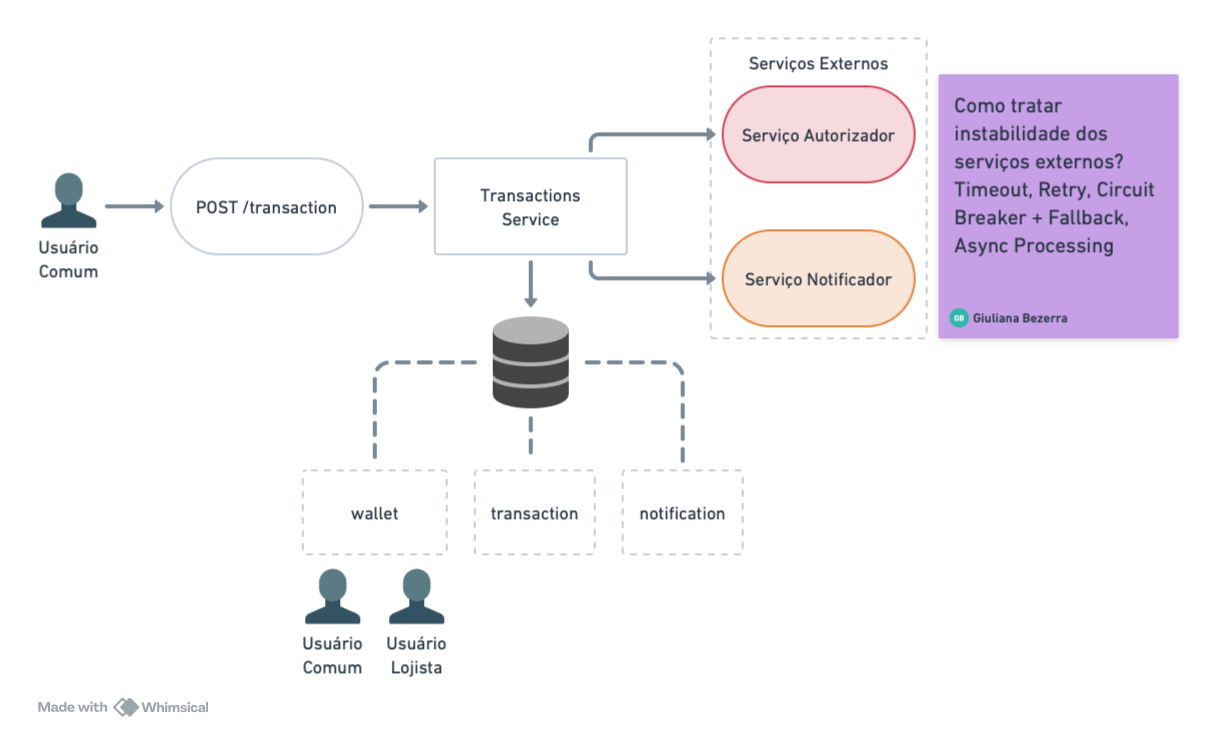 Serviços Externos
Serviço Autorizador
Como tratar
instabilidade dos
serviços externos?
Timeout, Retry, Circuit
Breaker + Fallback,
Async Processing
GB Giuliana Bezerra
Usuário
Comum
POST /transaction
Transactions
Service
Serviço Notificador
wallet
transaction
notification
Usuário
Comum
Usuário
Lojista
Made with Whimsical